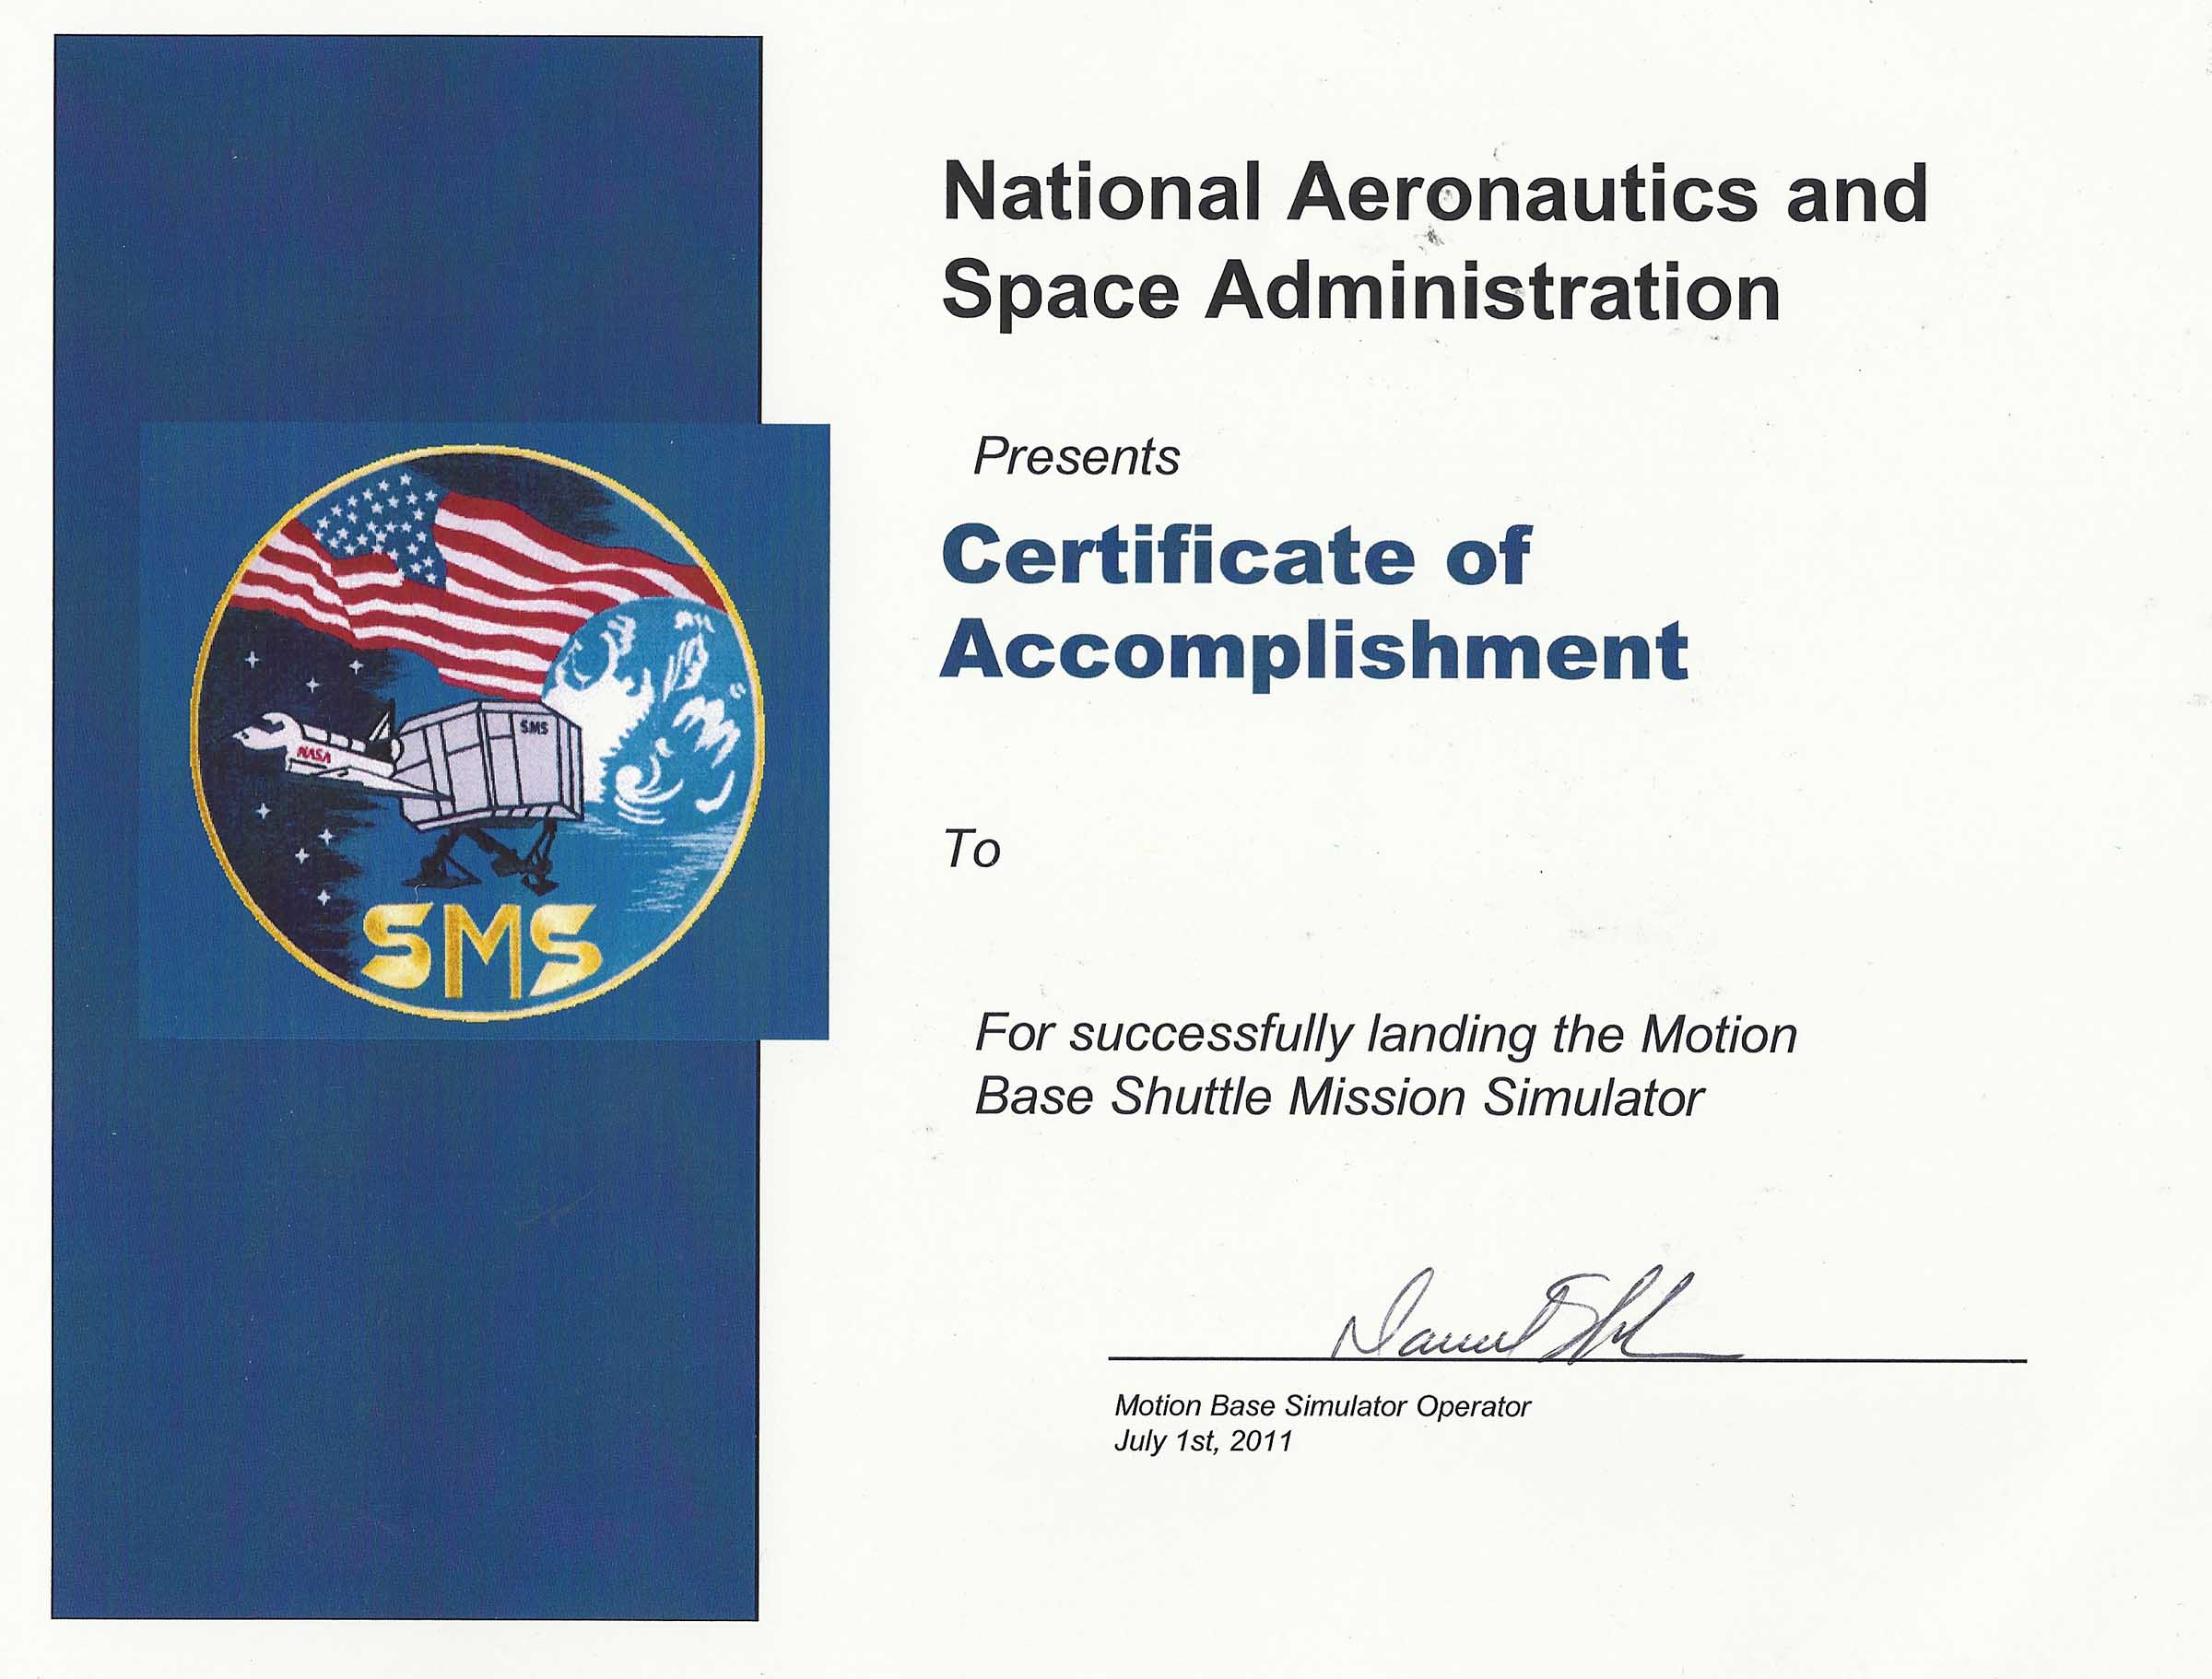 National Aeronautics and
Space Administration
Presents
Certificate of
Accomplishment
To
SMS
NASA
SMS
For successfully landing the Motion
Base Shuttle Mission Simulator
Motion Base Simulator Operator
July 1st, 2011